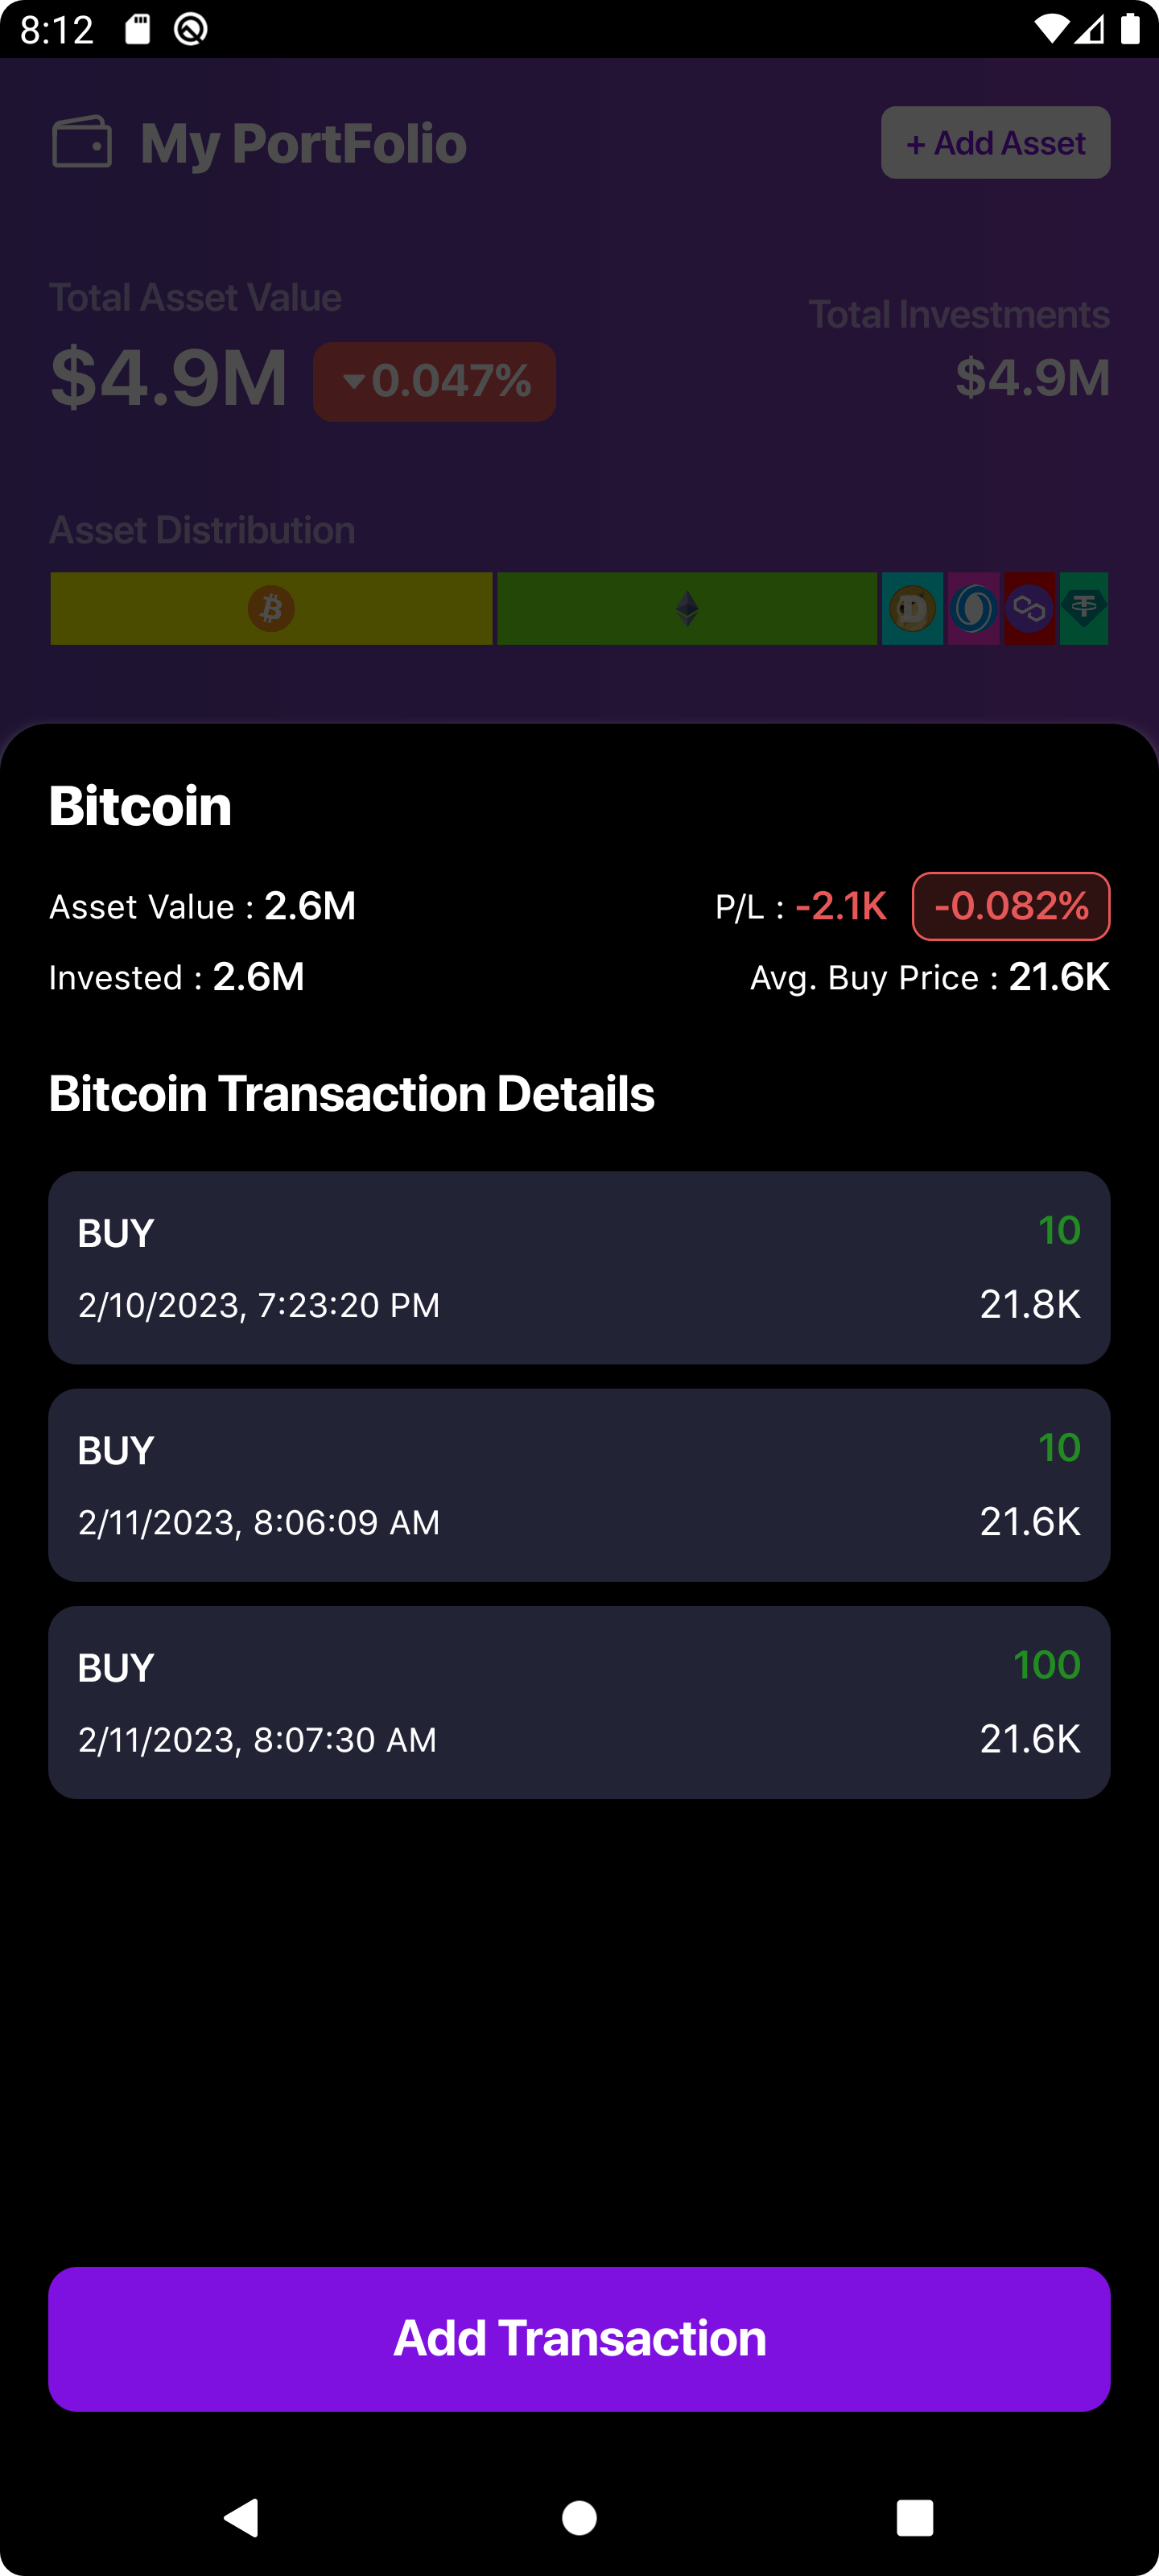 8:12
My PortFolio
+ Add Asset
Total Asset Value
Total Investments
$4.9M 0.047%
$4.9M
Asset Distribution
Bitcoin
Asset Value : 2.6M
P/L : -2.1K -0.082%
Invested : 2.6M
Avg. Buy Price : 21.6K
Bitcoin Transaction Details
BUY
10
2/10/2023, 7:23:20 PM
21.8K
BUY
10
2/11/2023, 8:06:09 AM
21.6K
BUY
100
2/11/2023, 8:07:30 AM
21.6K
Add Transaction